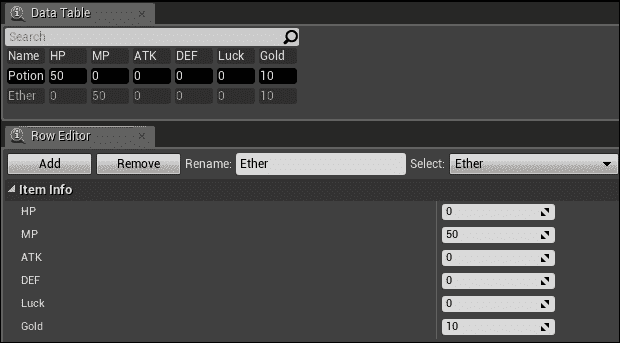 Data Table
Search
Name HP MP ATK DEF Luck Gold
Potion 50 0 0 0 0 10
Ether 0 50 0 0 0 10
Row Editor
Add Remove Rename: Ether Select: Ether
Item Info
HP 0
MP 50
ATK 0
DEF 0
Luck 0
Gold 10